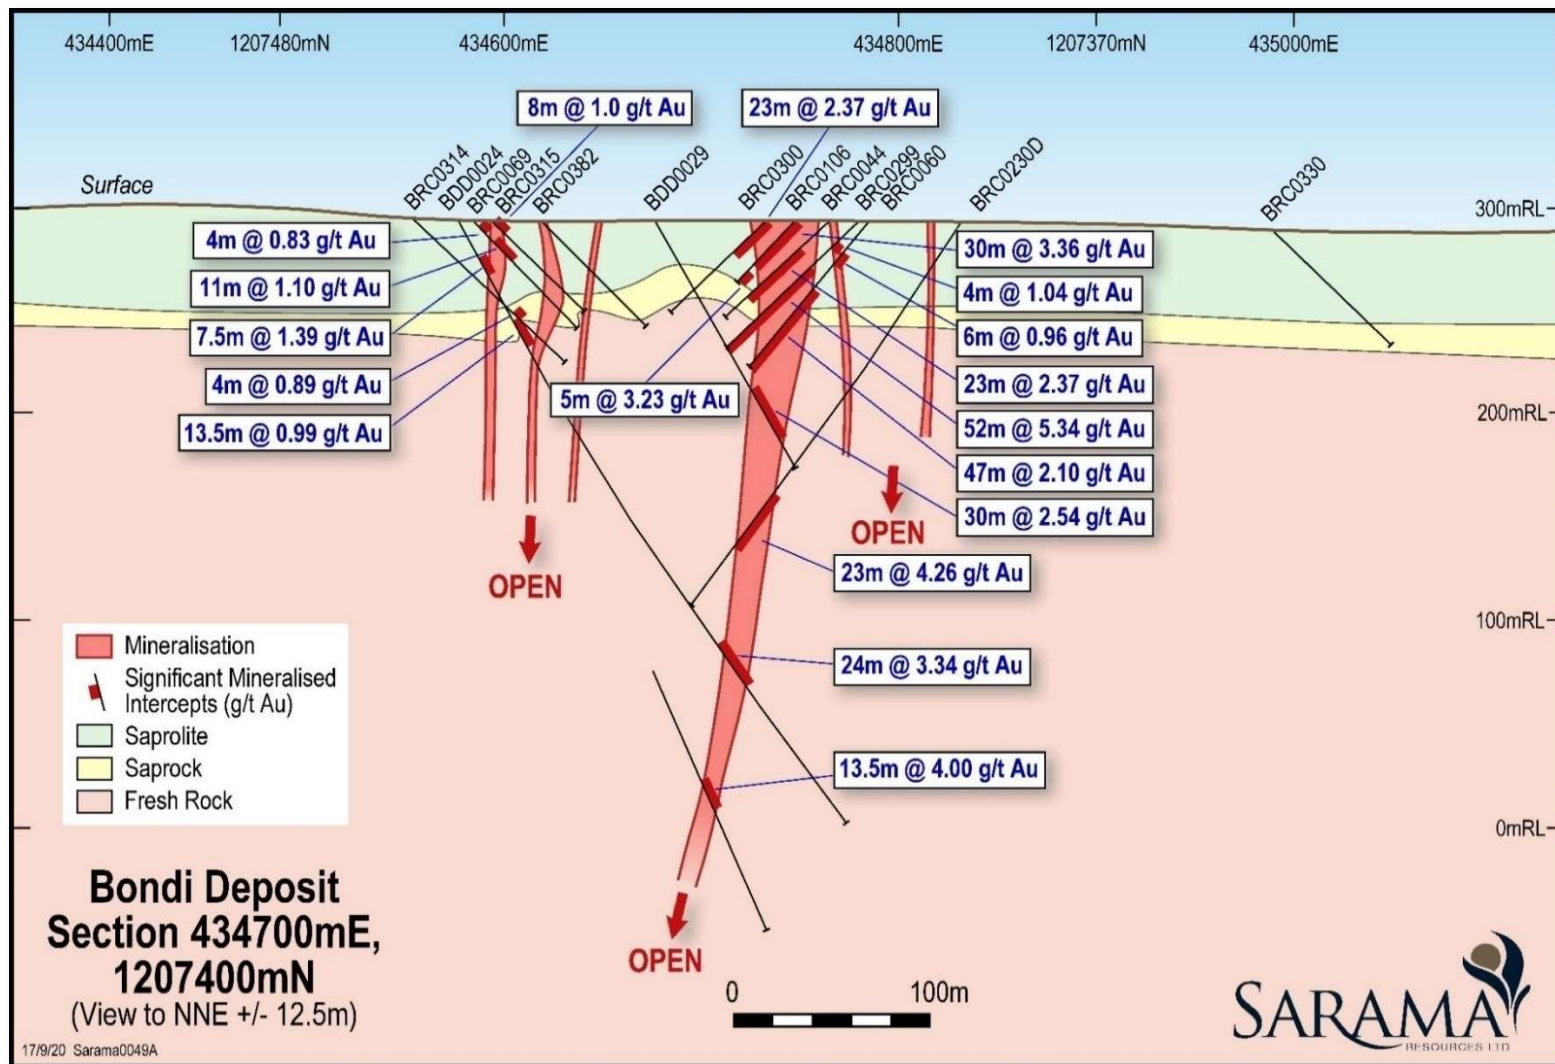 434400mE
1207480mN
434600mE
434800mE
1207370mN
435000mE
8m @ 1.0 g/t Au
23m @ 2.37 g/t Au
Surface
BRC0314
BDD0024
BRC0069
BRC0315
BRC0382
BDD0029
BRC0300
BRC0106
BRC0044
BRC0299
BRC0060
BRC0230D
BRC0330
300mRL
4m @ 0.83 g/t Au
11m @ 1.10 g/t Au
7.5m @ 1.39 g/t Au
4m @ 0.89 g/t Au
13.5m @ 0.99 g/t Au
5m @ 3.23 g/t Au
30m @ 3.36 g/t Au
4m @ 1.04 g/t Au
6m @ 0.96 g/t Au
23m @ 2.37 g/t Au
52m @ 5.34 g/t Au
47m @ 2.10 g/t Au
30m @ 2.54 g/t Au
200mRL
OPEN
OPEN
23m @ 4.26 g/t Au
100mRL
24m @ 3.34 g/t Au
13.5m @ 4.00 g/t Au
0mRL
Mineralisation
Significant Mineralised
Intercepts (g/t Au)
Saprolite
Saprock
Fresh Rock
Bondi Deposit
Section 434700mE,
1207400mN
(View to NNE +/- 12.5m)
OPEN
0 100m
SARAMA
RESOURCES LTD
17/9/20 Sarama0049A